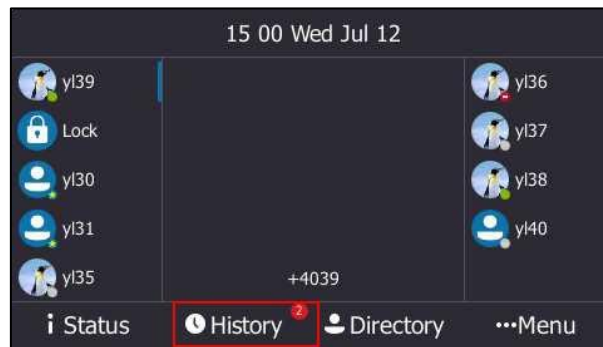 15 00 Wed Jul 12
yl39
Lock
yl30
yl31
yl35
yl36
yl37
yl38
yl40
+4039
i Status
History 2
Directory
•••Menu